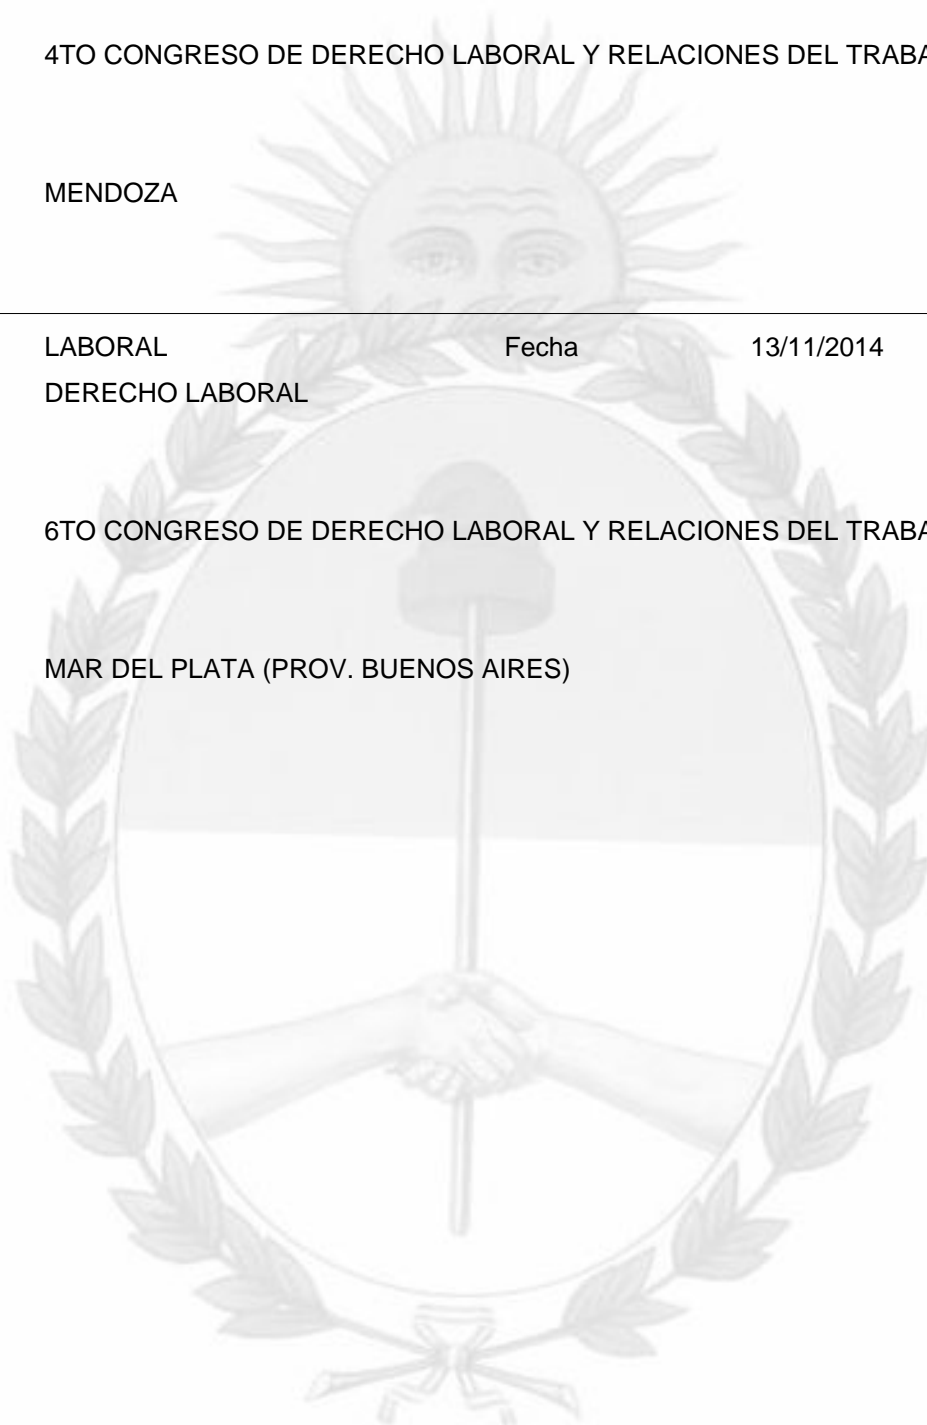 4TO CONGRESO DE DERECHO LABORAL Y RELACIONES DEL TRABA
MENDOZA
LABORAL Fecha 13/11/2014
DERECHO LABORAL
6TO CONGRESO DE DERECHO LABORAL Y RELACIONES DEL TRABA
MAR DEL PLATA (PROV. BUENOS AIRES)